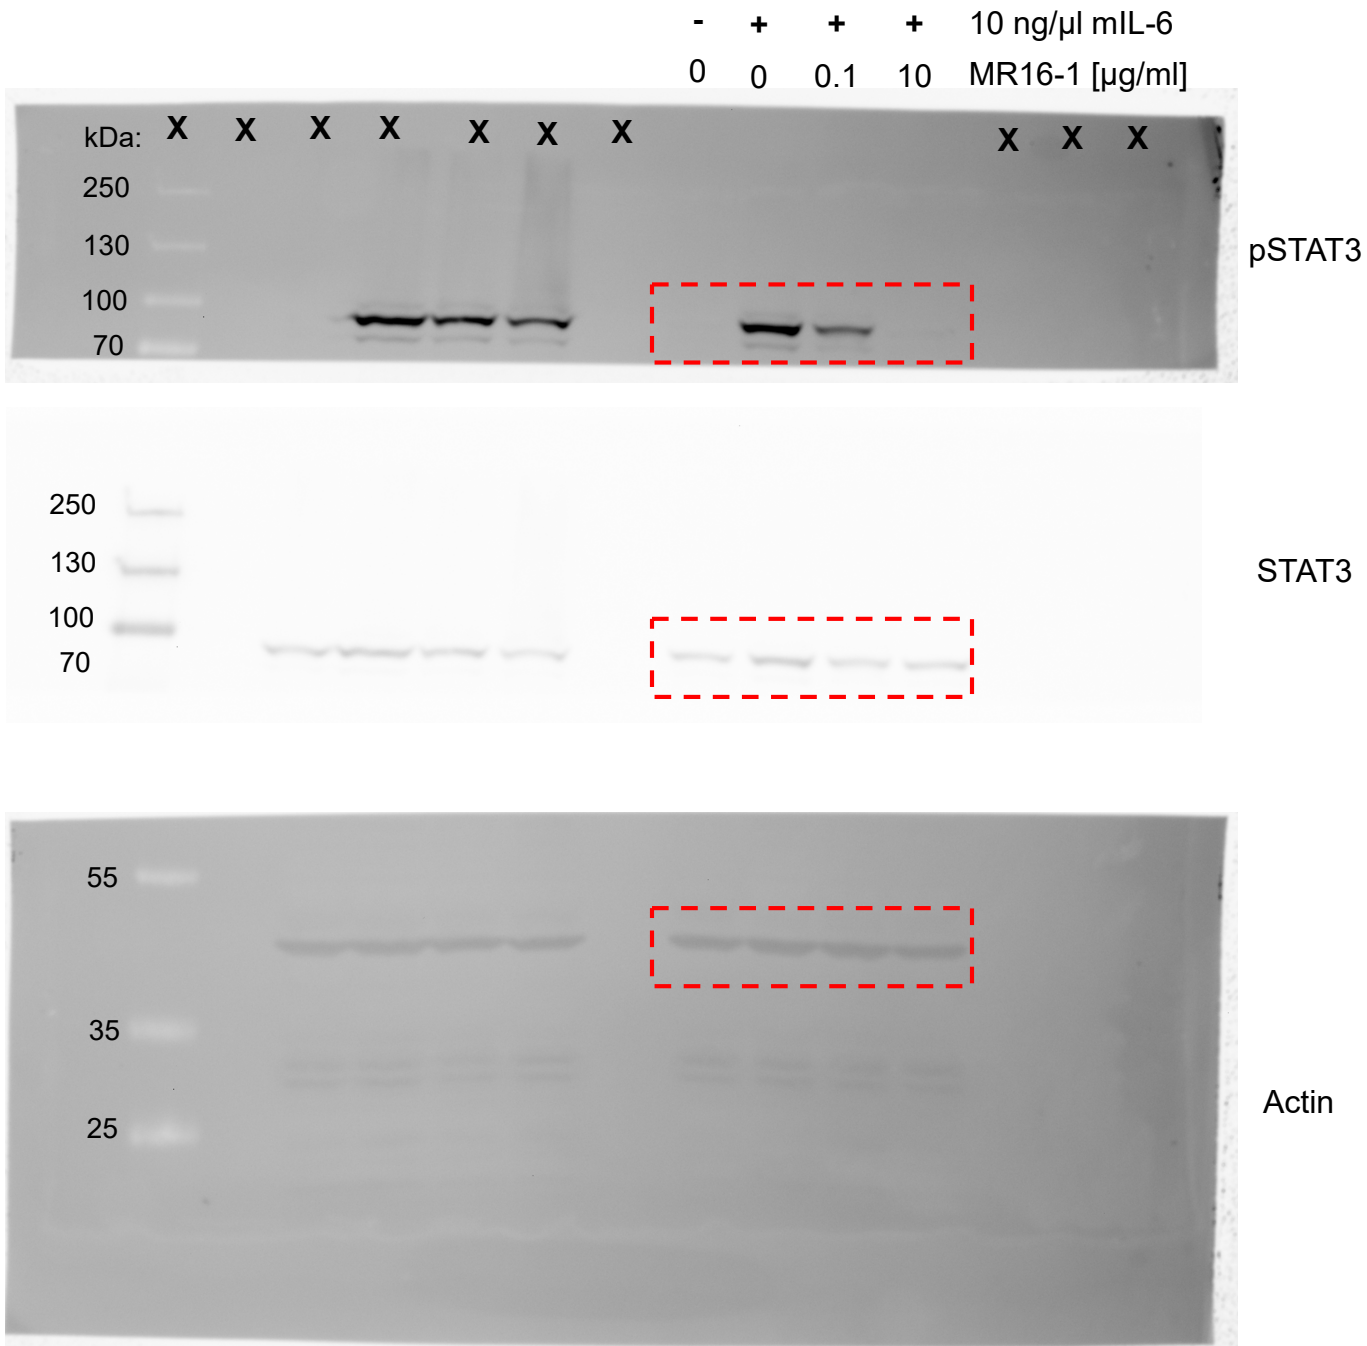 - + + + 10 ng/µl mIL-6
0 0 0.1 10 MR16-1 [µg/ml]
kDa: X X X X X X X X X X
250
130
100
70
pSTAT3
250
130
100
70
STAT3
55
35
25
Actin